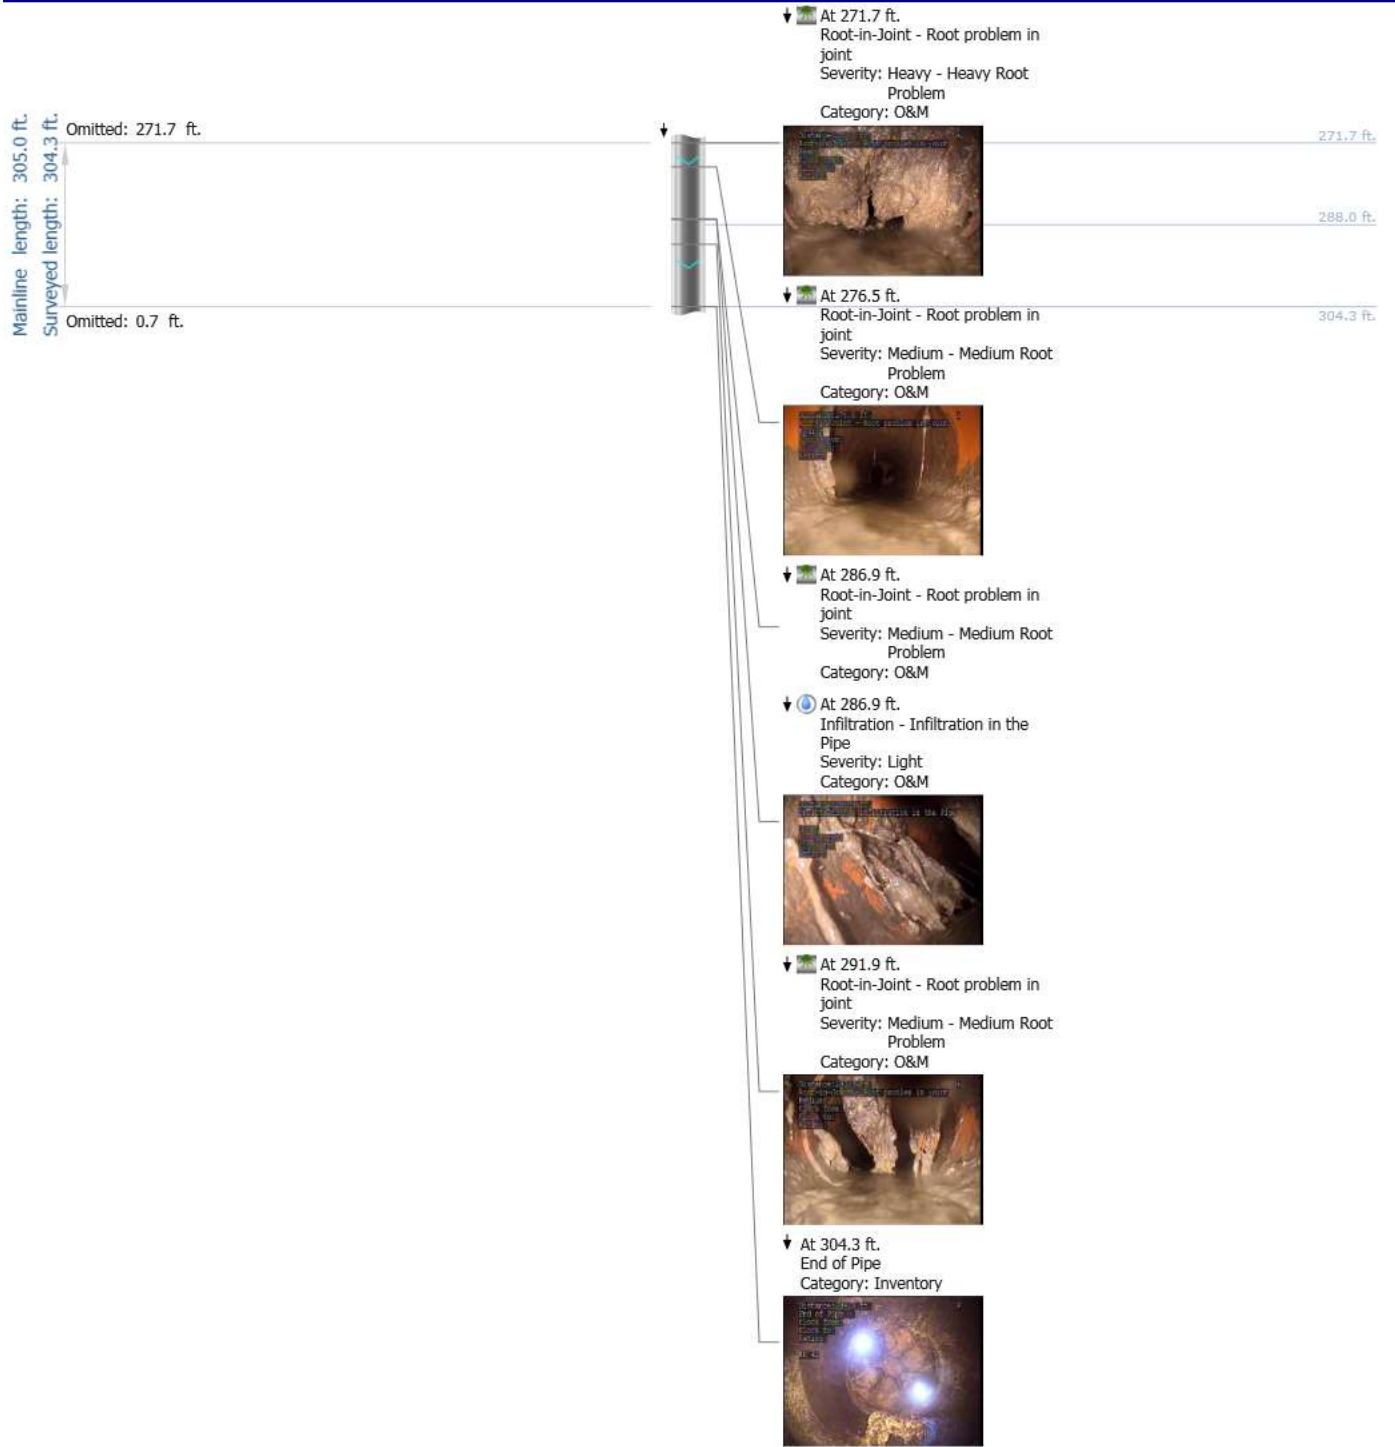 At 271.7 ft.
Root-in-Joint - Root problem in
joint
Severity: Heavy - Heavy Root
Problem
Category: O&M
Mainline length: 305.0 ft.
Surveyed length: 304.3 ft.
Omitted: 271.7 ft.
271.7 ft.
288.0 ft.
304.3 ft.
Omitted: 0.7 ft.
At 276.5 ft.
Root-in-Joint - Root problem in
joint
Severity: Medium - Medium Root
Problem
Category: O&M
At 286.9 ft.
Root-in-Joint - Root problem in
joint
Severity: Medium - Medium Root
Problem
Category: O&M
At 286.9 ft.
Infiltration - Infiltration in the
Pipe
Severity: Light
Category: O&M
At 291.9 ft.
Root-in-Joint - Root problem in
joint
Severity: Medium - Medium Root
Problem
Category: O&M
At 304.3 ft.
End of Pipe
Category: Inventory